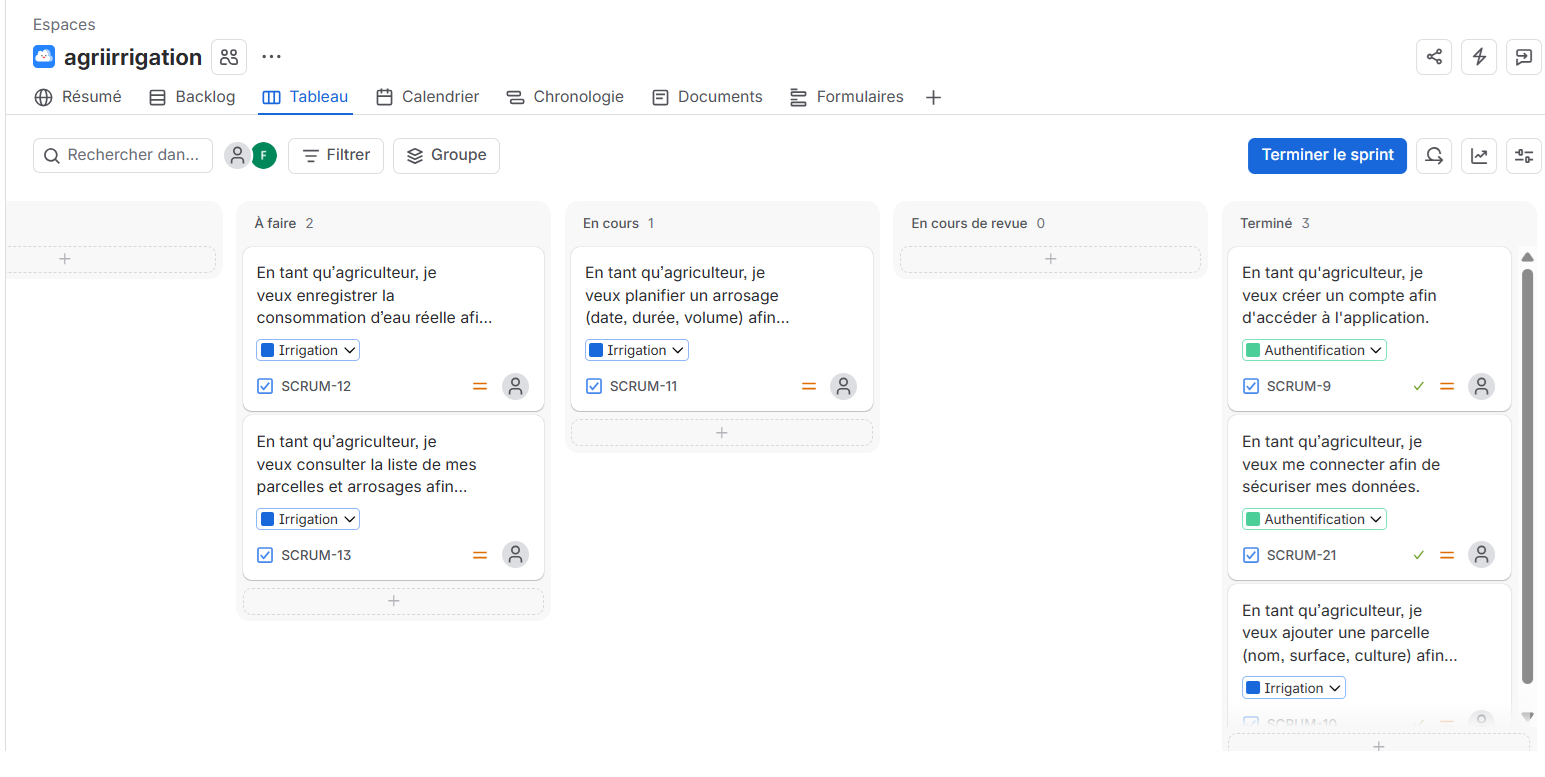 Espaces
agriirrigation
Résumé Backlog Tableau Calendrier Chronologie Documents Formulaires
Rechercher dan... F Filtrer Groupe Terminer le sprint
À faire 2
En tant qu’agriculteur, je
veux enregistrer la
consommation d’eau réelle afi...
Irrigation
SCRUM-12
En tant qu’agriculteur, je
veux consulter la liste de mes
parcelles et arrosages afin...
Irrigation
SCRUM-13
En cours 1
En tant qu’agriculteur, je
veux planifier un arrosage
(date, durée, volume) afin...
Irrigation
SCRUM-11
En cours de revue 0
Terminé 3
En tant qu'agriculteur, je
veux créer un compte afin
d'accéder à l'application.
Authentification
SCRUM-9
En tant qu’agriculteur, je
veux me connecter afin de
sécuriser mes données.
Authentification
SCRUM-21
En tant qu’agriculteur, je
veux ajouter une parcelle
(nom, surface, culture) afin...
Irrigation
SCRUM-10